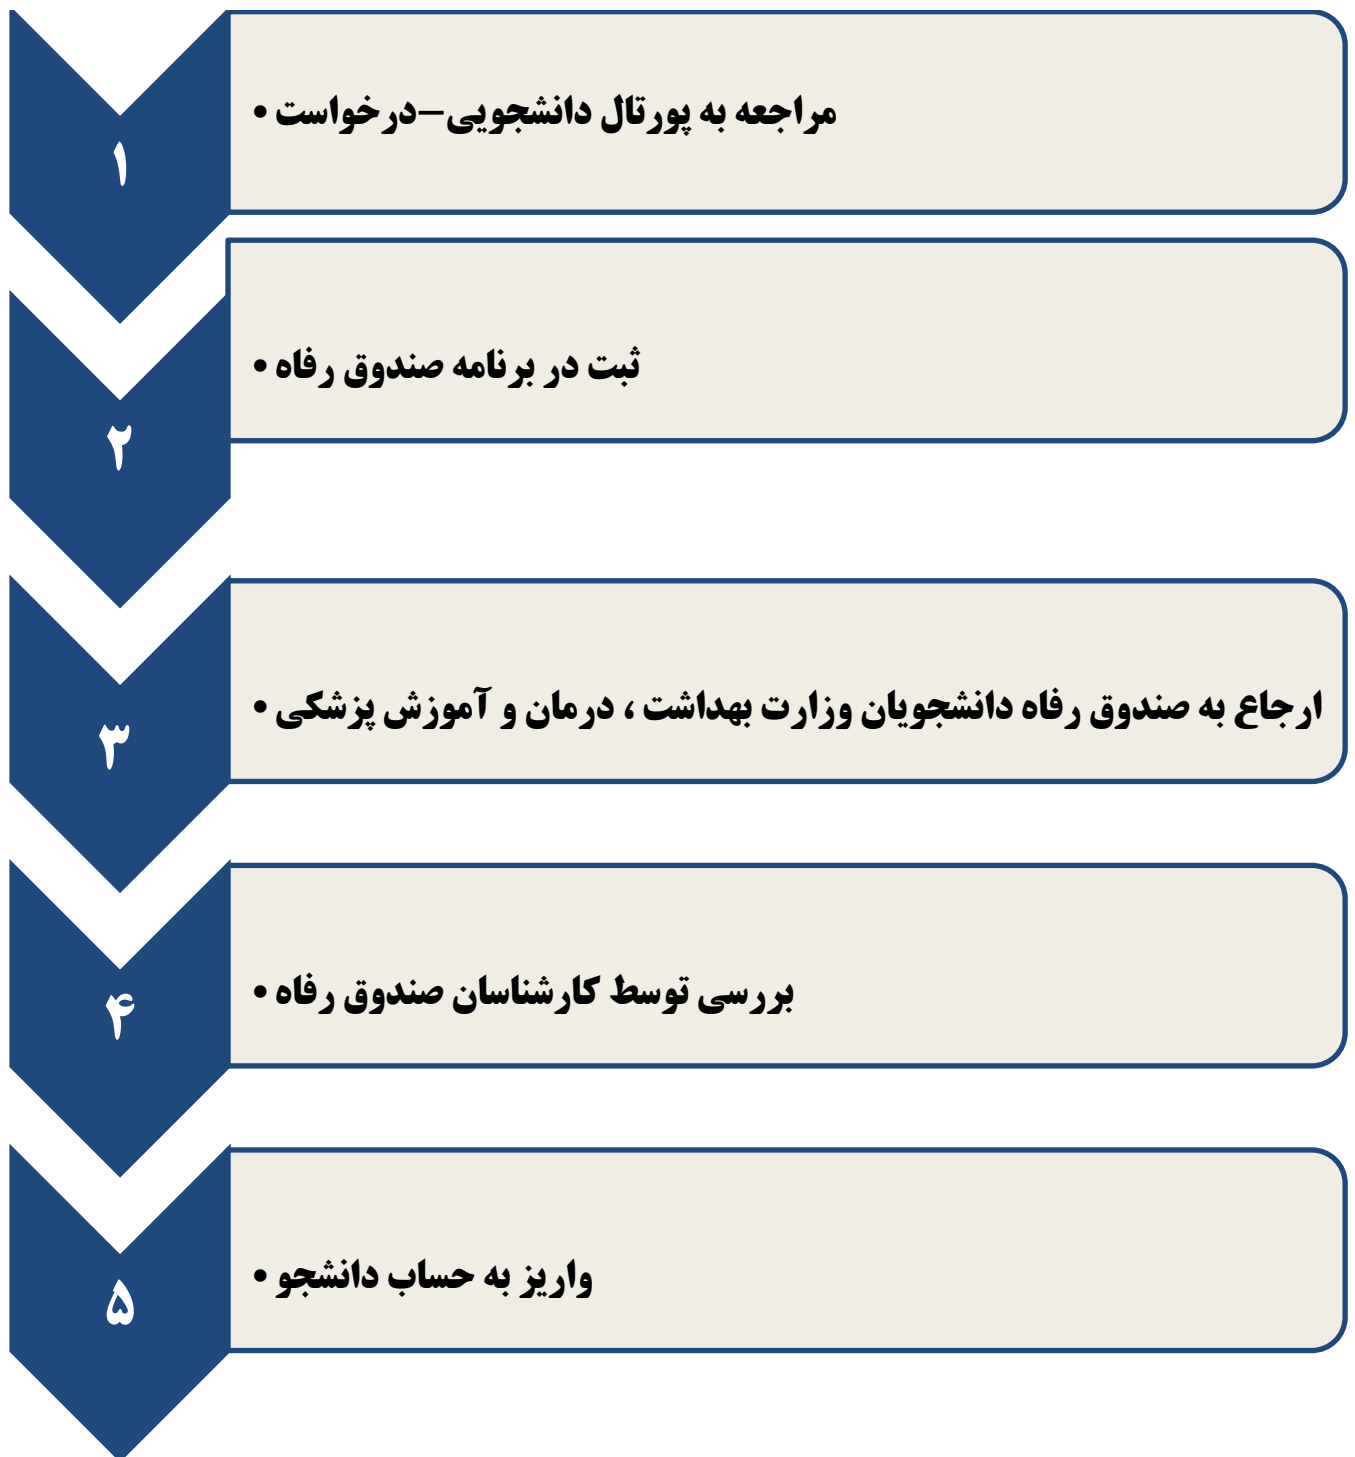 ۱
مراجعه به پورتال دانشجویی–درخواست •
۲
ثبت در برنامه صندوق رفاه •
۳
ارجاع به صندوق رفاه دانشجویان وزارت بهداشت ، درمان و آموزش پزشکی •
۴
بررسی توسط کارشناسان صندوق رفاه •
۵
واریز به حساب دانشجو •